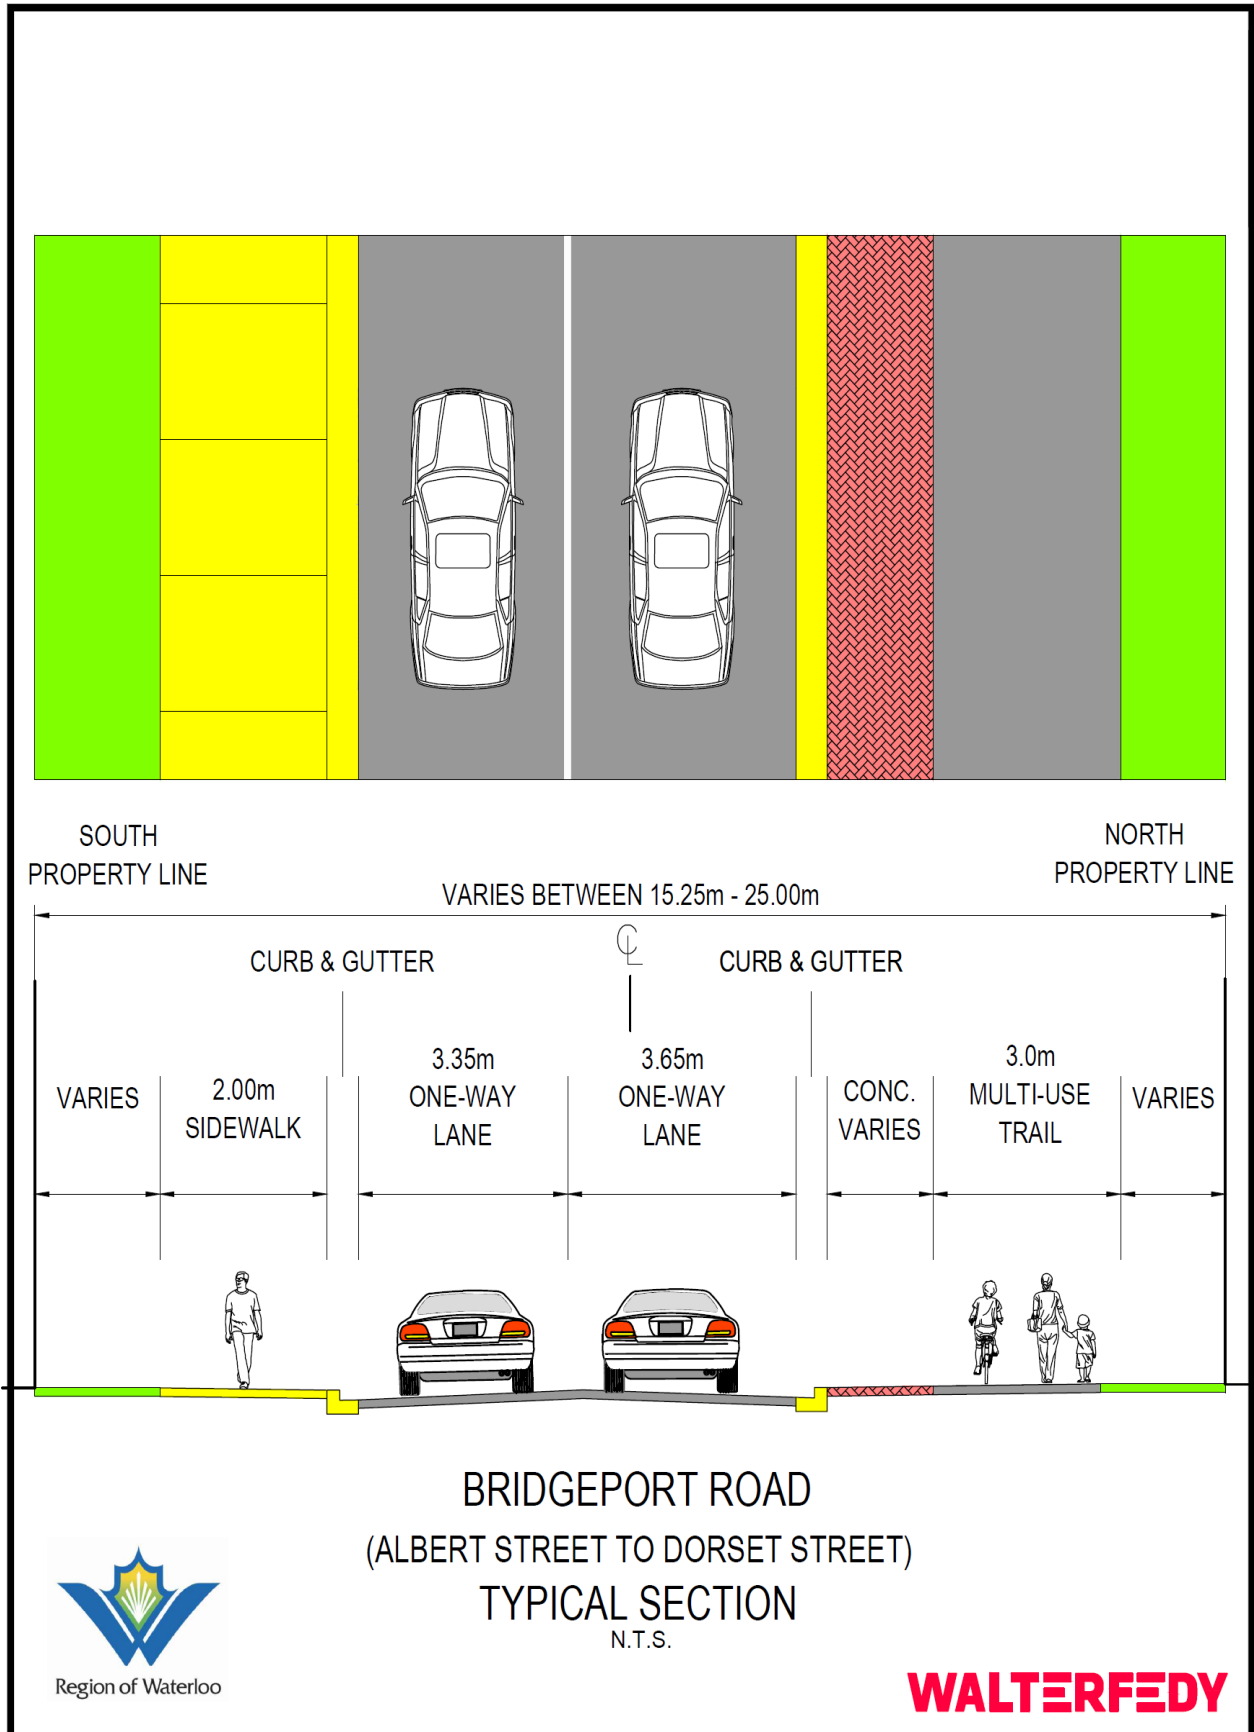 SOUTH
PROPERTY LINE
NORTH
PROPERTY LINE
VARIES BETWEEN 15.25m - 25.00m
CURB & GUTTER
CL
CURB & GUTTER
VARIES
2.00m
SIDEWALK
3.35m
ONE-WAY
LANE
3.65m
ONE-WAY
LANE
CONC.
VARIES
3.0m
MULTI-USE
TRAIL
VARIES
BRIDGEPORT ROAD
(ALBERT STREET TO DORSET STREET)
TYPICAL SECTION
N.T.S.
Region of Waterloo
WALTERFEDY